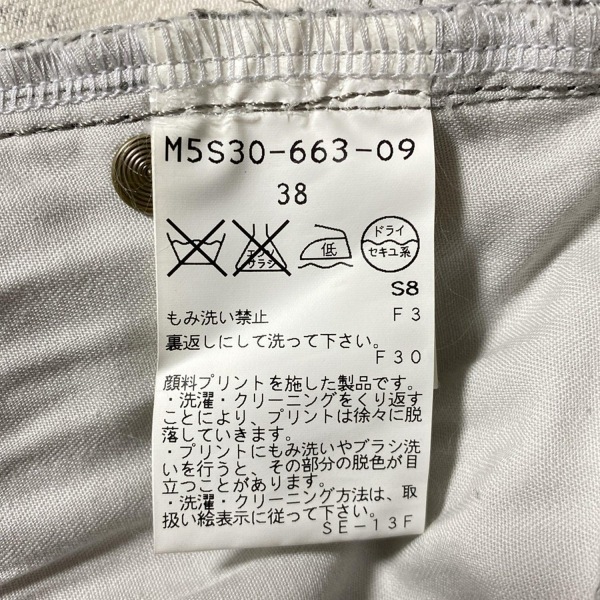 M5S30-663-09
38
エンソ
サラシ
低
ドライ
セキユ系
S8
もみ洗い禁止 F3
裏返しにして洗って下さい。
F30
顔料プリントを施した製品です。
・洗濯・クリーニングをくり返す
ことにより、プリントは徐々に脱
落していきます。
・プリントにもみ洗いやブラシ洗
いを行うと、その部分の脱色が目
立つことがあります。
・洗濯・クリーニング方法は、取
扱い絵表示に従って下さい。
SE-13F